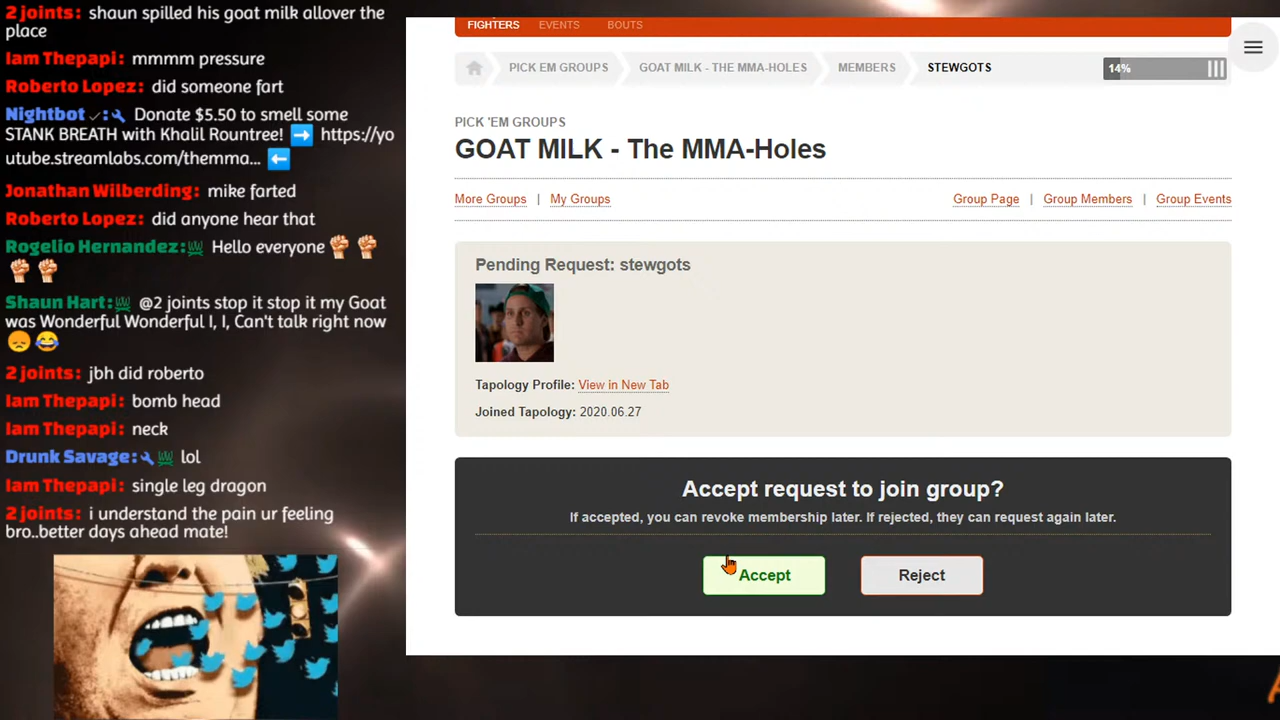 2 joints: shaun spilled his goat milk allover the
place
Iam Thepapi: mmmm pressure
Roberto Lopez: did someone fart
Nightbot ✓:🔧 Donate $5.50 to smell some
STANK BREATH with Khalil Rountree! ➡️ https://yo
utube.streamlabs.com/themma... ⬅️
Jonathan Wilberding: mike farted
Roberto Lopez: did anyone hear that
Rogelio Hernandez: Hello everyone ✊🏼 ✊🏼
✊🏼 ✊🏼
Shaun Hart: @2 joints stop it stop it my Goat
was Wonderful Wonderful I, I, Can't talk right now
😞 😂
2 joints: jbh did roberto
Iam Thepapi: bomb head
Iam Thepapi: neck
Drunk Savage:🔧 lol
Iam Thepapi: single leg dragon
2 joints: i understand the pain ur feeling
bro..better days ahead mate!
FIGHTERS EVENTS BOUTS
PICK EM GROUPS GOAT MILK - THE MMA-HOLES MEMBERS STEWGOTS 14%
PICK 'EM GROUPS
GOAT MILK - The MMA-Holes
More Groups | My Groups Group Page | Group Members | Group Events
Pending Request: stewgots
Tapology Profile: View in New Tab
Joined Tapology: 2020.06.27
Accept request to join group?
If accepted, you can revoke membership later. If rejected, they can request again later.
Accept Reject